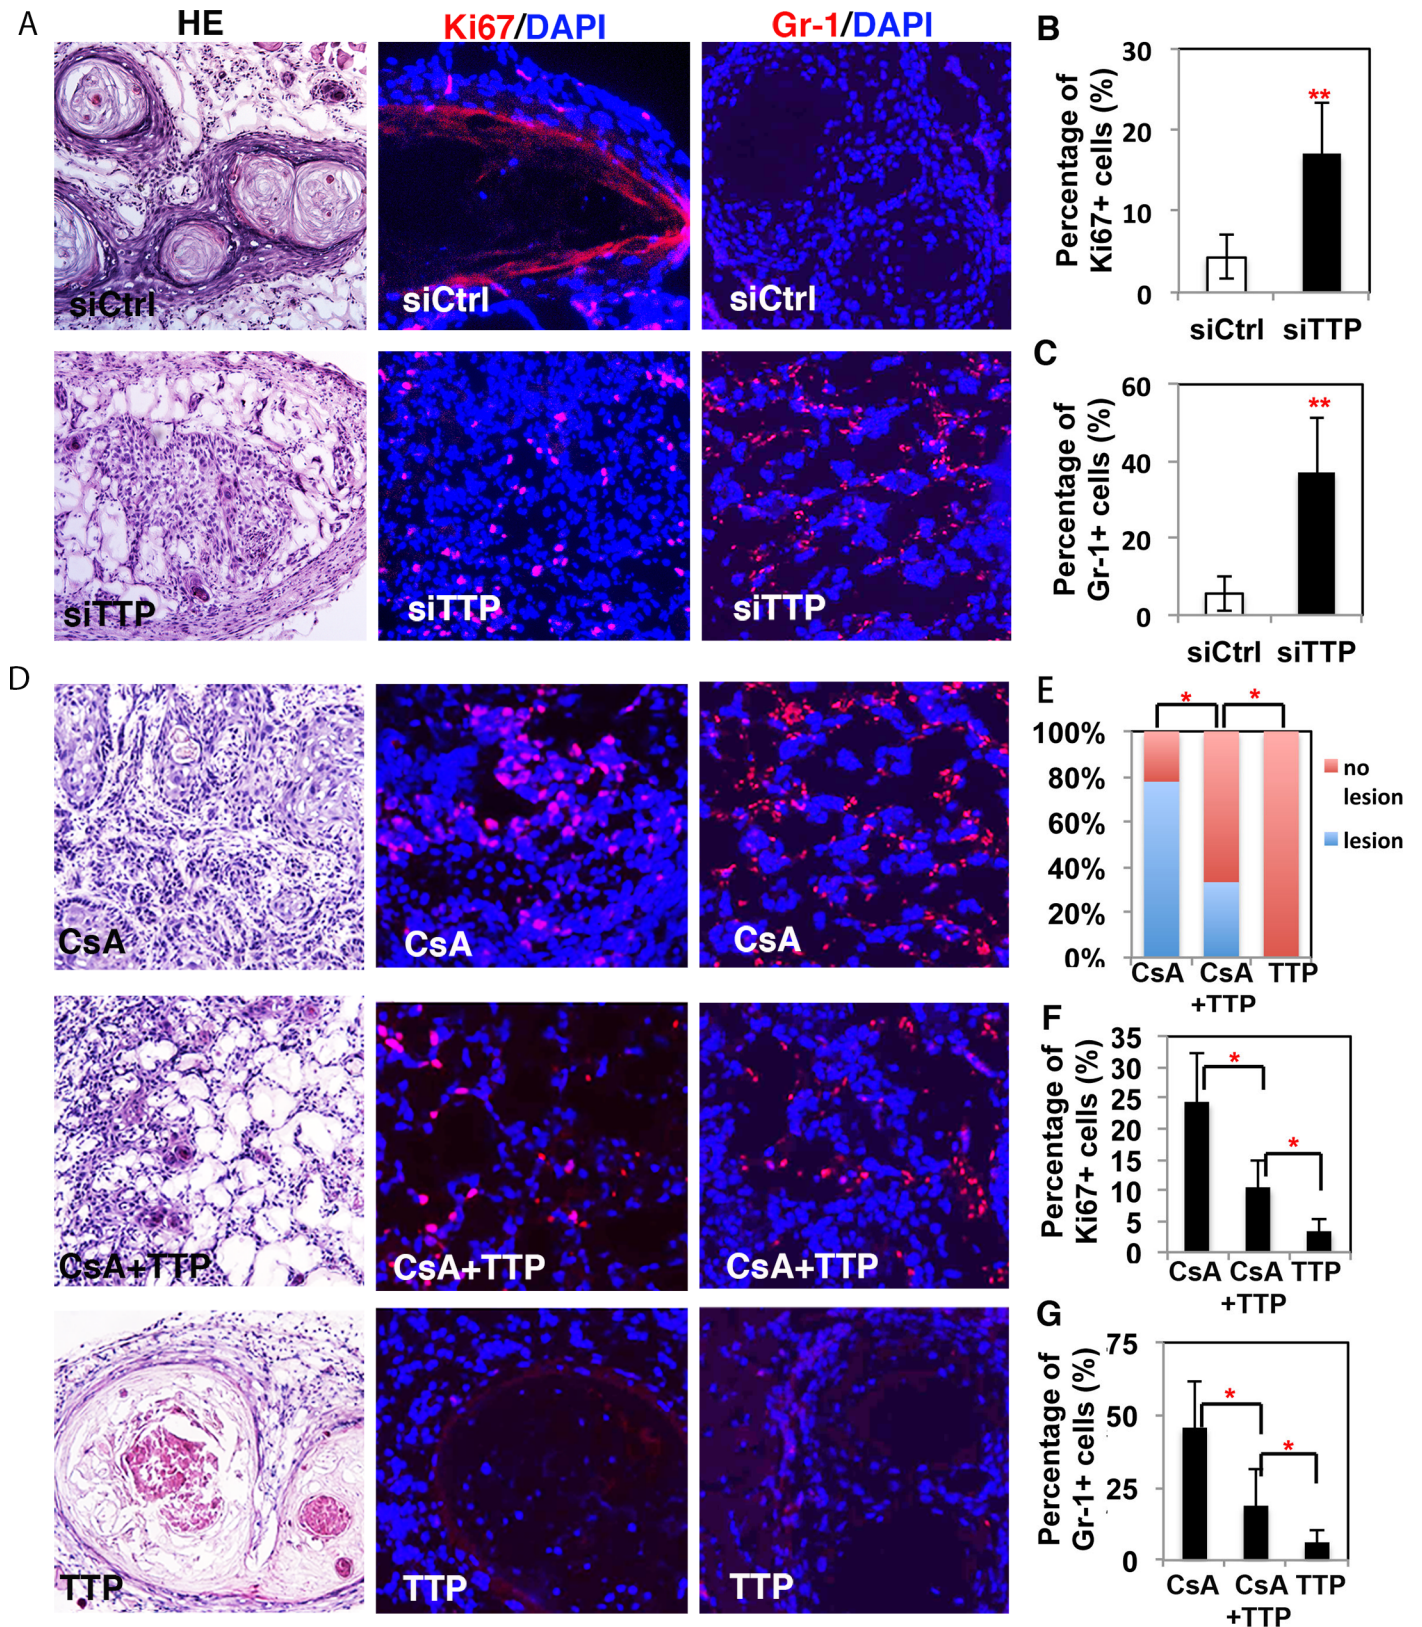 A
HE
Ki67/DAPI
Gr-1/DAPI
siCtrl
siCtrl
siCtrl
siTTP
siTTP
siTTP
B
Percentage of
Ki67+ cells (%)
30
20
10
0
**
siCtrl siTTP
C
Percentage of
Gr-1+ cells (%)
60
40
20
0
**
siCtrl siTTP
D
CsA
CsA
CsA
CsA+TTP
CsA+TTP
CsA+TTP
TTP
TTP
TTP
E
* *
100%
80%
60%
40%
20%
0%
no
lesion
lesion
CsA CsA TTP
+TTP
F
Percentage of
Ki67+ cells (%)
35
30
25
20
15
10
5
0
*
*
CsA CsA TTP
+TTP
G
Percentage of
Gr-1+ cells (%)
75
50
25
0
*
*
CsA CsA TTP
+TTP